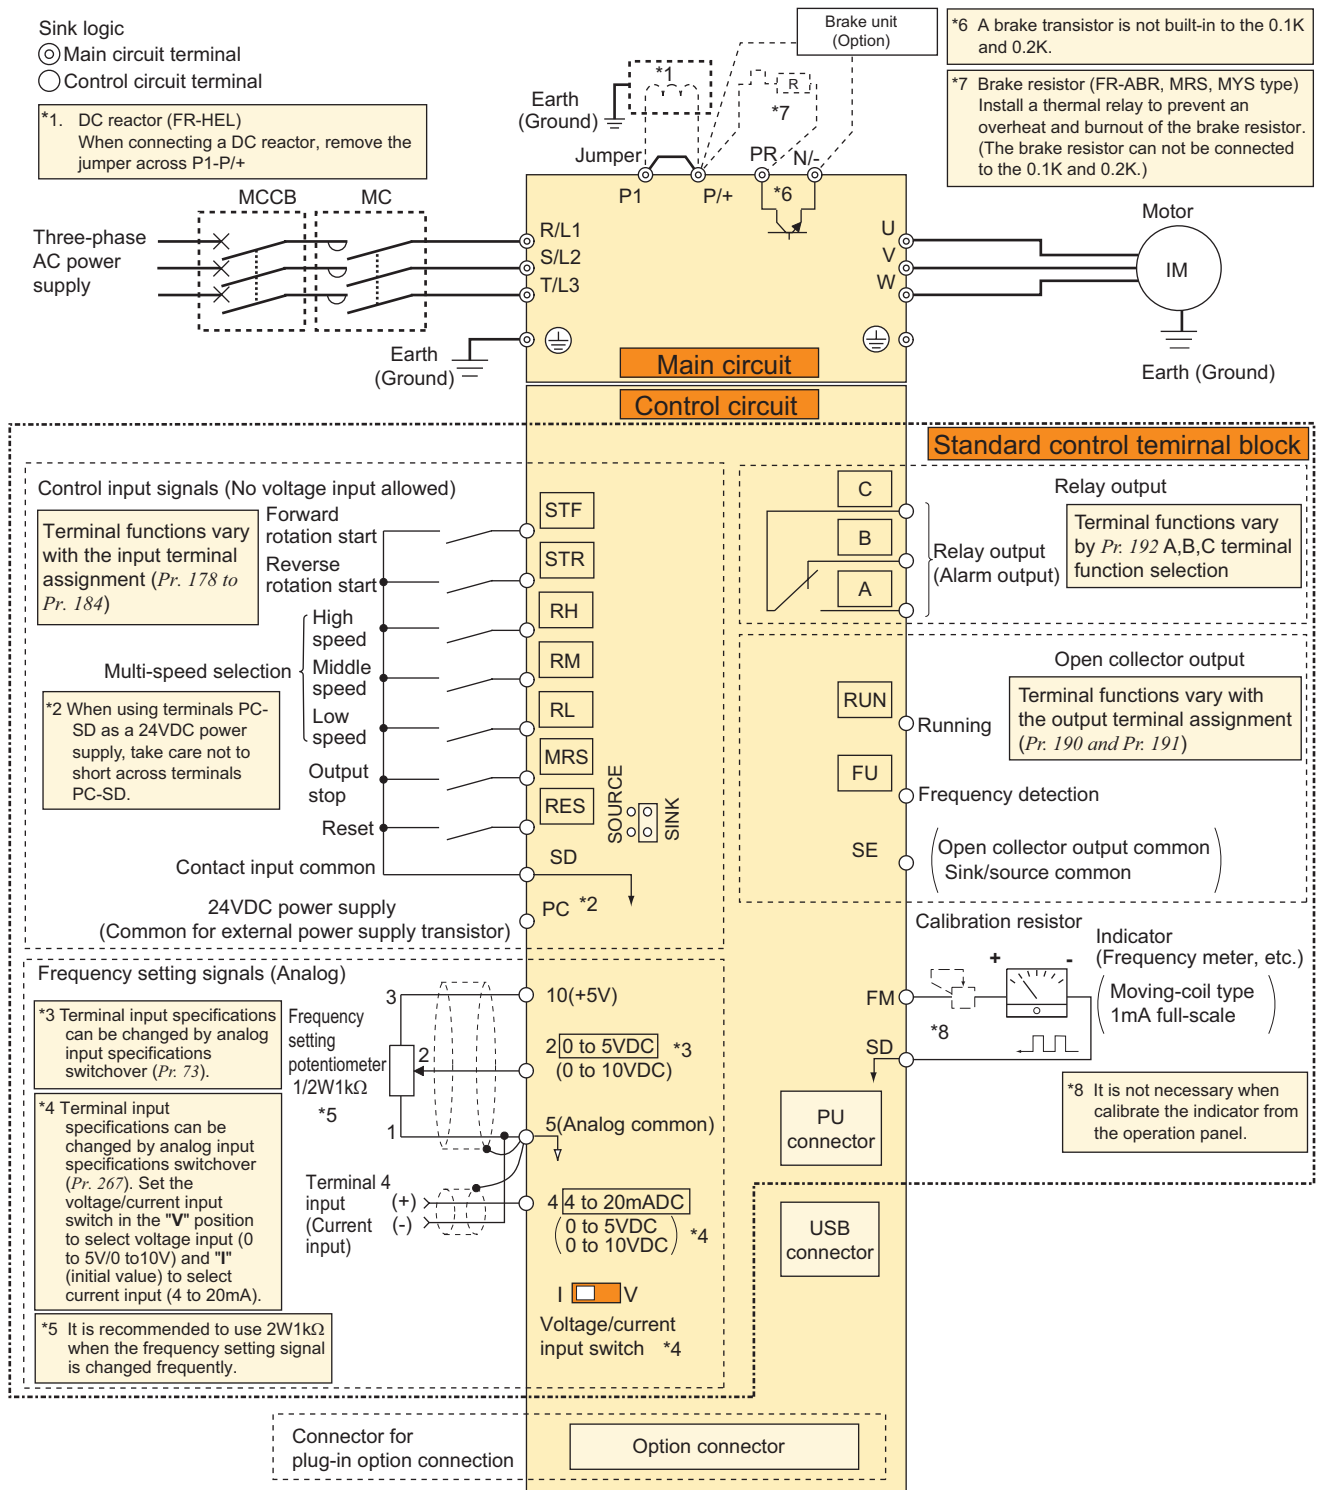 Sink logic
Main circuit terminal
Control circuit terminal
*1. DC reactor (FR-HEL)
When connecting a DC reactor, remove the
jumper across P1-P/+
Brake unit
(Option)
*6 A brake transistor is not built-in to the 0.1K
and 0.2K.
*7 Brake resistor (FR-ABR, MRS, MYS type)
Install a thermal relay to prevent an
overheat and burnout of the brake resistor.
(The brake resistor can not be connected
to the 0.1K and 0.2K.)
*1
R
*7
Earth
(Ground)
Jumper
PR
N/-
P1
P/+
*6
MCCB
MC
Three-phase
AC power
supply
R/L1
S/L2
T/L3
U
V
W
Motor
IM
Earth
(Ground)
Earth (Ground)
Main circuit
Control circuit
Standard control temirnal block
Control input signals (No voltage input allowed)
Terminal functions vary
with the input terminal
assignment (Pr. 178 to
Pr. 184)
Forward
rotation start
Reverse
rotation start
High
speed
Multi-speed selection
Middle
speed
Low
speed
*2 When using terminals PC-
SD as a 24VDC power
supply, take care not to
short across terminals
PC-SD.
Output
stop
Reset
Contact input common
24VDC power supply
(Common for external power supply transistor)
STF
STR
RH
RM
RL
MRS
RES
SOURCE
SINK
SD
PC *2
C
B
A
Relay output
Relay output
(Alarm output)
Terminal functions vary
by Pr. 192 A,B,C terminal
function selection
Open collector output
RUN
Running
Terminal functions vary with
the output terminal assignment
(Pr. 190 and Pr. 191)
FU
Frequency detection
SE
Open collector output common
Sink/source common
Calibration resistor
Indicator
(Frequency meter, etc.)
+ -
Moving-coil type
1mA full-scale
FM
*8
SD
*8 It is not necessary when
calibrate the indicator from
the operation panel.
Frequency setting signals (Analog)
*3 Terminal input specifications
can be changed by analog
input specifications
switchover (Pr. 73).
Frequency
setting
potentiometer
1/2W1kΩ
*5
3
2
1
10(+5V)
2 0 to 5VDC *3
(0 to 10VDC)
5(Analog common)
*4 Terminal input
specifications can be
changed by analog input
specifications switchover
(Pr. 267). Set the
voltage/current input
switch in the "V" position
to select voltage input (0
to 5V/0 to10V) and "I"
(initial value) to select
current input (4 to 20mA).
Terminal 4
input
(Current
input)
(+)
(-)
4 4 to 20mADC
0 to 5VDC
0 to 10VDC
*4
I V
Voltage/current
input switch *4
*5 It is recommended to use 2W1kΩ
when the frequency setting signal
is changed frequently.
PU
connector
USB
connector
Connector for
plug-in option connection
Option connector